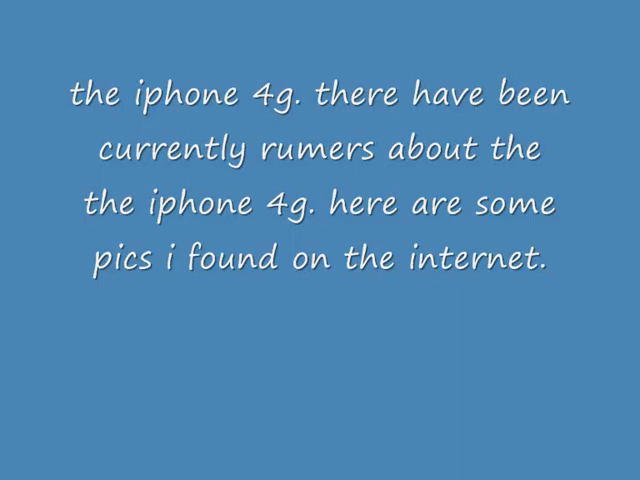 the iphone 4g. there have been
currently rumers about the
the iphone 4g. here are some
pics i found on the internet.